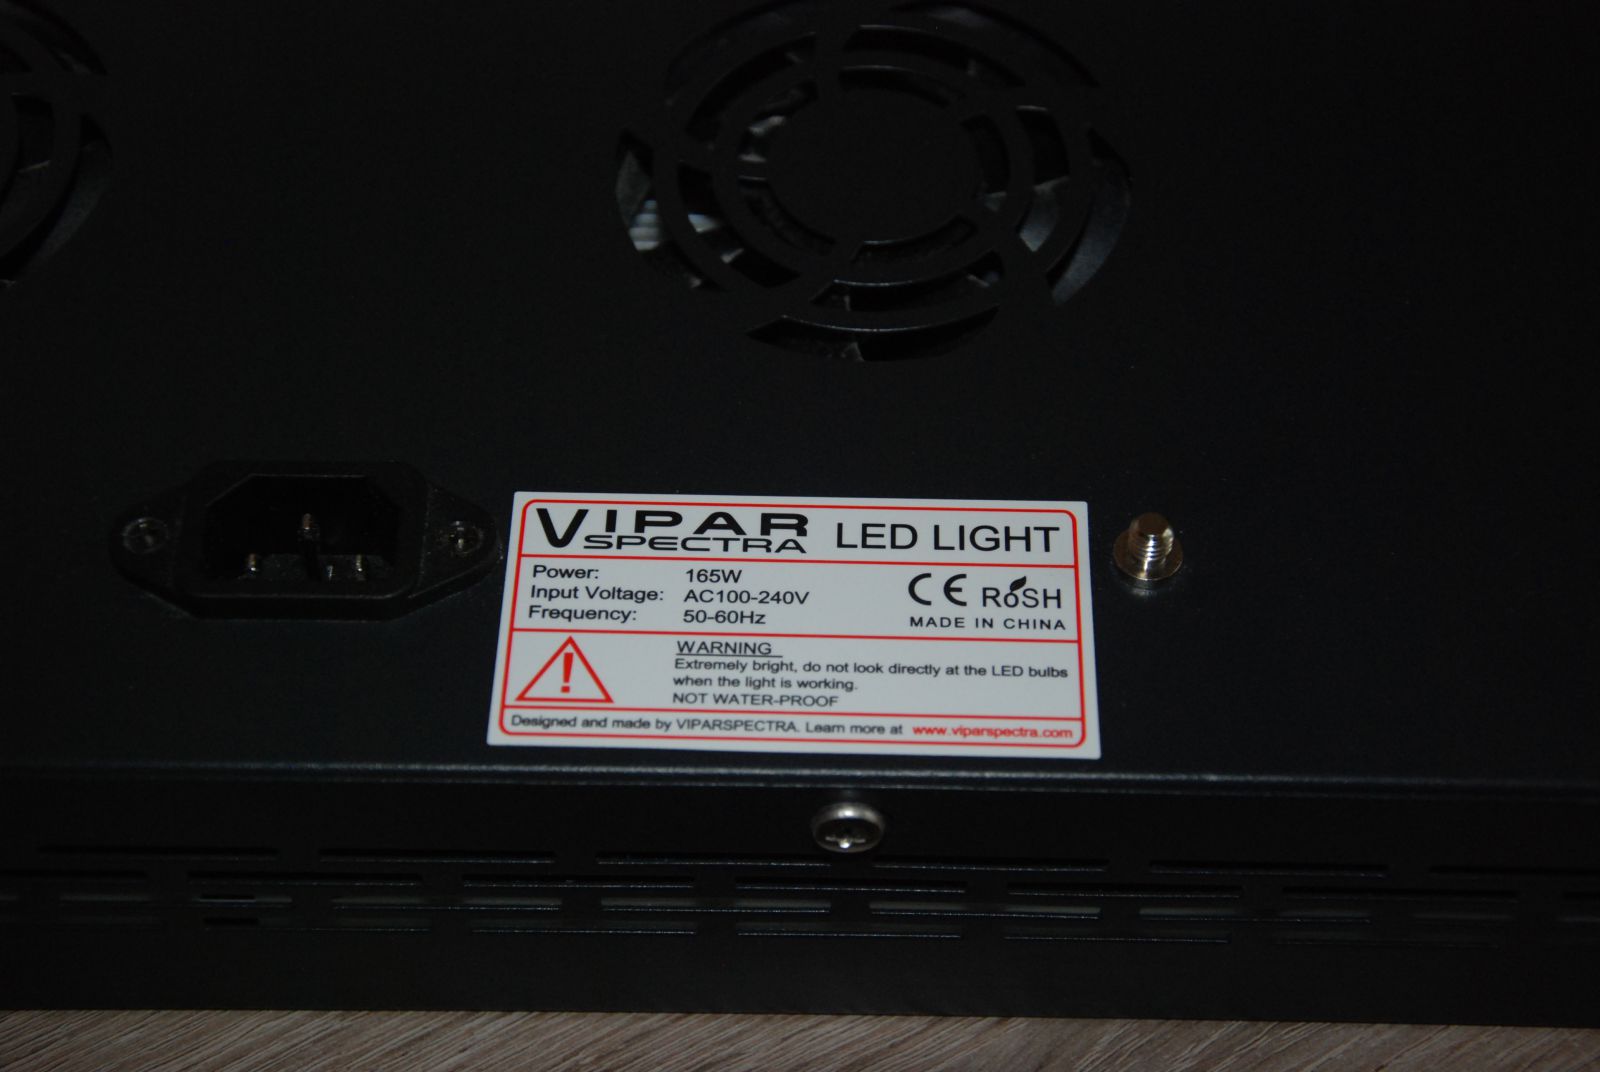 VIPAR SPECTRA LED LIGHT
Power: 165W
Input Voltage: AC100-240V
Frequency: 50-60Hz
CE RoSH
MADE IN CHINA
WARNING
Extremely bright, do not look directly at the LED bulbs
when the light is working.
NOT WATER-PROOF
Designed and made by VIPARSPECTRA. Learn more at www.viparspectra.com